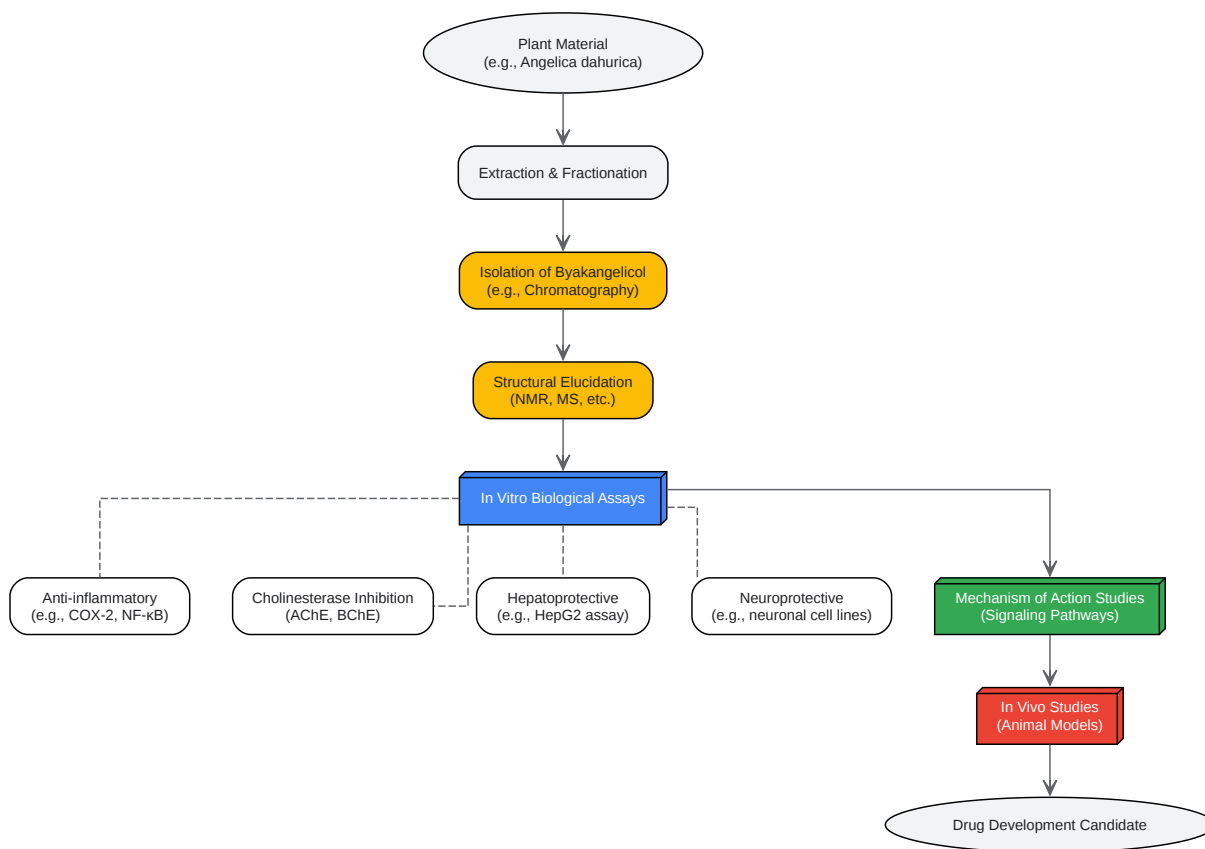 Plant Material
(e.g., Angelica dahurica)
Extraction & Fractionation
Isolation of Byakangelicol
(e.g., Chromatography)
Structural Elucidation
(NMR, MS, etc.)
In Vitro Biological Assays
Anti-inflammatory
(e.g., COX-2, NF-κB)
Cholinesterase Inhibition
(AChE, BChE)
Hepatoprotective
(e.g., HepG2 assay)
Neuroprotective
(e.g., neuronal cell lines)
Mechanism of Action Studies
(Signaling Pathways)
In Vivo Studies
(Animal Models)
Drug Development Candidate